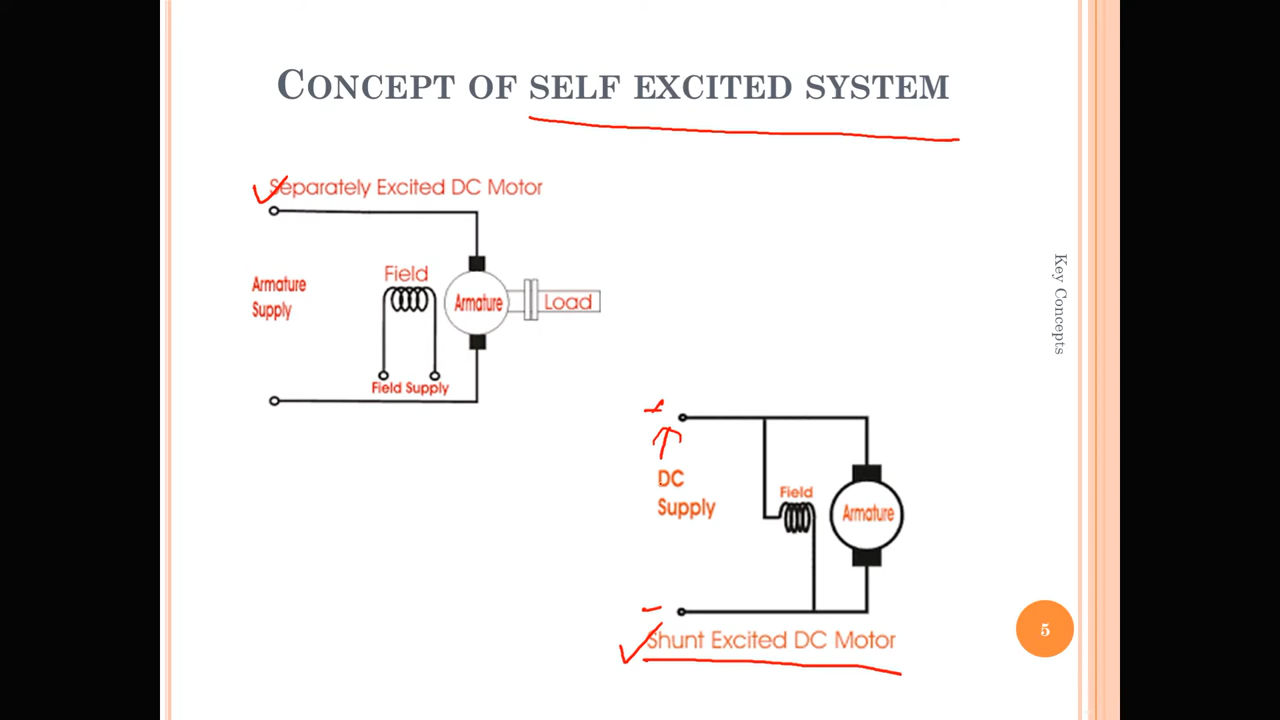 CONCEPT OF SELF EXCITED SYSTEM
Separately Excited DC Motor
Armature
Supply
Field
Armature
Load
Field Supply
Key Concepts
+
DC
Supply
Field
Armature
-
Shunt Excited DC Motor
5